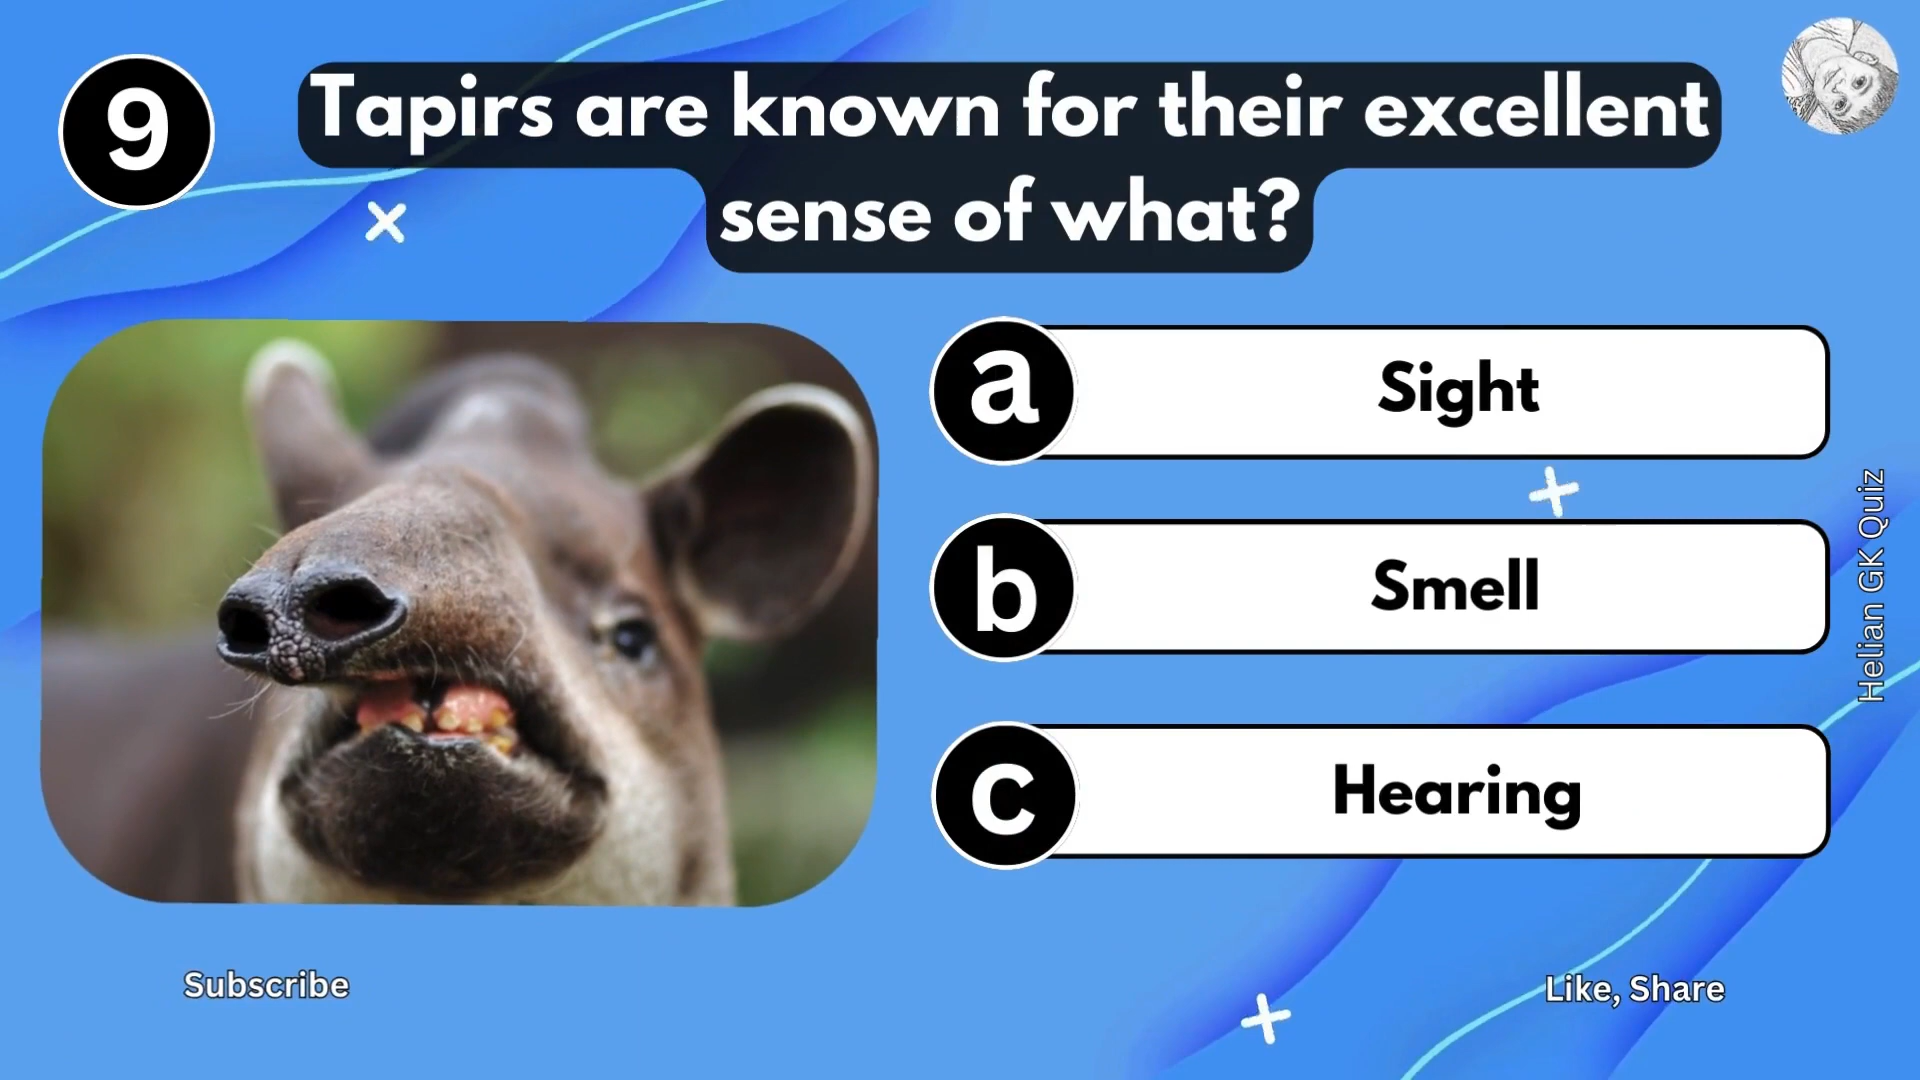 9
Tapirs are known for their excellent
sense of what?
a
Sight
b
Smell
c
Hearing
Helian GK Quiz
Subscribe
Like, Share